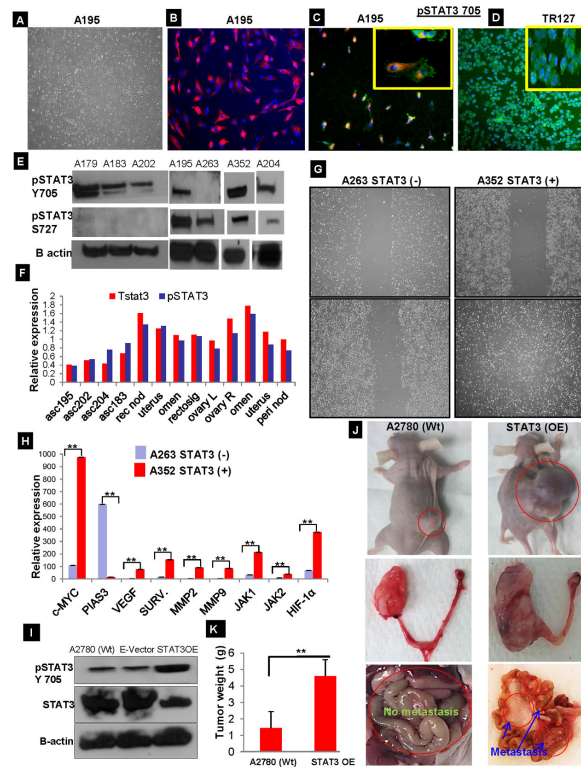 A
A195
B
A195
C
A195
pSTAT3 705
D
TR127
E
A179 A183 A202 A195 A263 A352 A204
pSTAT3
Y705
pSTAT3
S727
B actin
F
Tstat3 pSTAT3
Relative expression
1.8
1.6
1.4
1.2
1
0.8
0.6
0.4
0.2
0
asc195
asc202
asc204
asc183
rec nod
uterus
omen
rectosig
ovary L
ovary R
omen
uterus
peri nod
G
A263 STAT3 (-)
A352 STAT3 (+)
H
A263 STAT3 (-)
A352 STAT3 (+)
Relative expression
1000
900
800
700
600
500
400
300
200
100
0
** ** ** ** ** ** ** ** **
c-MYC
PIAS3
VEGF
SURV.
MMP2
MMP9
JAK1
JAK2
HIF-1α
I
A2780 (Wt) E-Vector STAT3OE
pSTAT3
Y 705
STAT3
B-actin
J
A2780 (Wt)
STAT3 (OE)
No metastasis
Metastasis
K
Tumor weight (g)
6
5
4
3
2
1
0
**
A2780 (Wt)
STAT3 OE